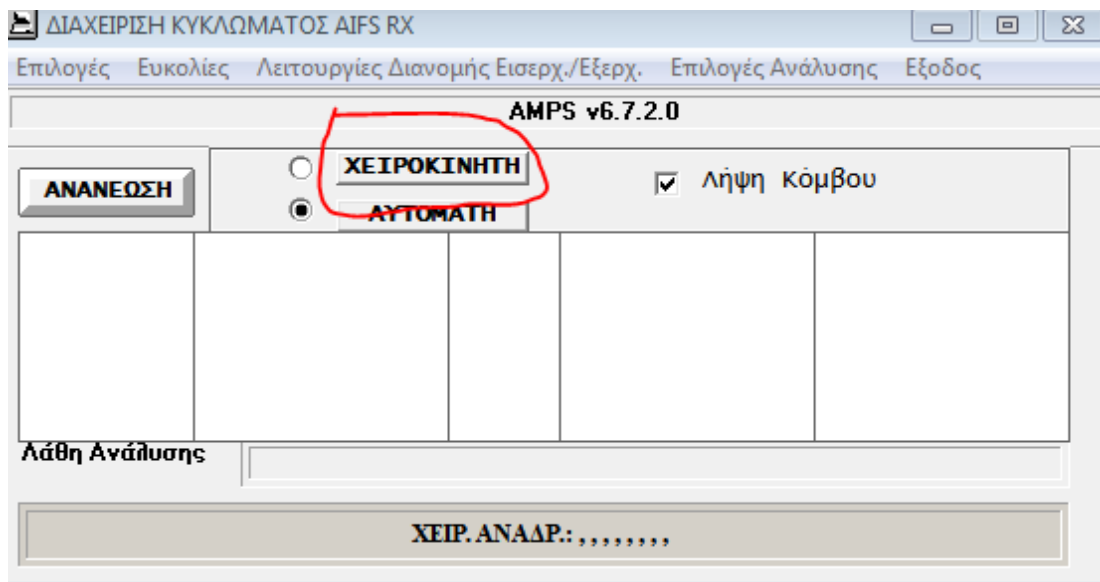 ΔΙΑΧΕΙΡΙΣΗ ΚΥΚΛΩΜΑΤΟΣ AIFS RX
Επιλογές Ευκολίες Λειτουργίες Διανομής Εισερχ./Εξερχ. Επιλογές Ανάλυσης Εξοδος
AMPS v6.7.2.0
ΑΝΑΝΕΩΣΗ
ΧΕΙΡΟΚΙΝΗΤΗ
Λήψη Κόμβου
ΑΥΤΟΜΑΤΗ
Λάθη Ανάλυσης
ΧΕΙΡ. ΑΝΑΔΡ.: , , , , , , , ,